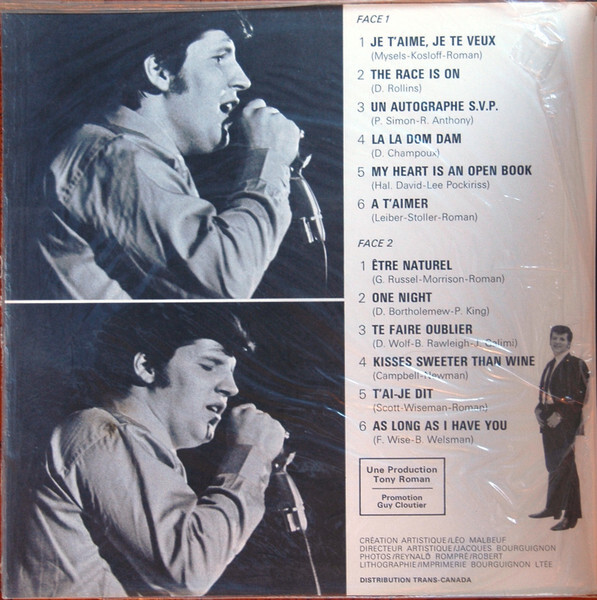 FACE 1
1 JE T'AIME, JE TE VEUX
(Mysels-Kosloff-Roman)
2 THE RACE IS ON
(D. Rollins)
3 UN AUTOGRAPHE S.V.P.
(P. Simon-R. Anthony)
4 LA LA DOM DAM
(D. Champoux)
5 MY HEART IS AN OPEN BOOK
(Hal. David-Lee Pockiriss)
6 A T'AIMER
(Leiber-Stoller-Roman)
FACE 2
1 ÊTRE NATUREL
(G. Russel-Morrison-Roman)
2 ONE NIGHT
(D. Bortholemew-P. King)
3 TE FAIRE OUBLIER
(D. Wolf-B. Rawleigh-J. Calimi)
4 KISSES SWEETER THAN WINE
(Campbell-Newman)
5 T'AI-JE DIT
(Scott-Wiseman-Roman)
6 AS LONG AS I HAVE YOU
(F. Wise-B. Welsman)
Une Production
Tony Roman
Promotion
Guy Cloutier
CRÉATION ARTISTIQUE/LÉO MALBEUF
DIRECTEUR ARTISTIQUE/JACQUES BOURGUIGNON
PHOTOS/REYNALD ROMPRÉ/ROBERT
LITHOGRAPHIE/IMPRIMERIE BOURGUIGNON LTÉE
DISTRIBUTION TRANS-CANADA